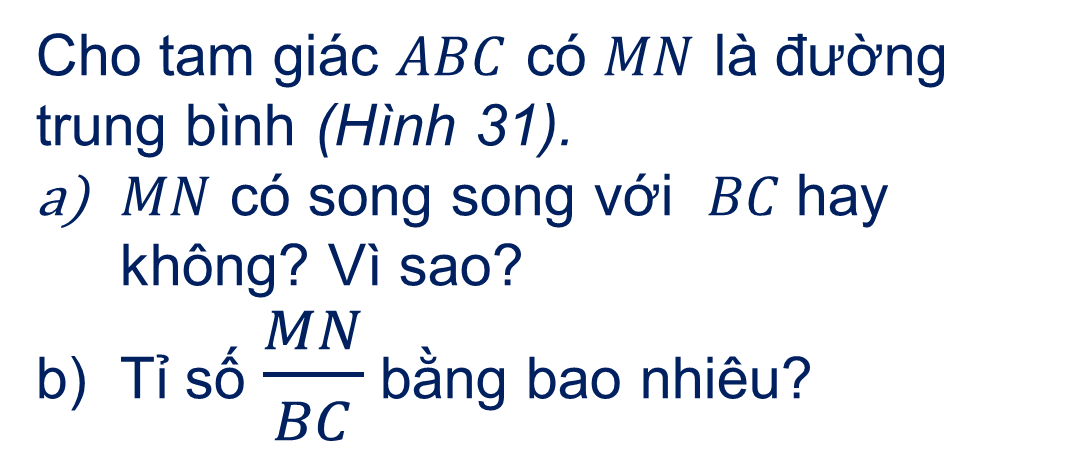 Cho tam giác ABC có MN là đường
trung bình (Hình 31).
a) MN có song song với BC hay
không? Vì sao?
b) Tỉ số MN/BC bằng bao nhiêu?